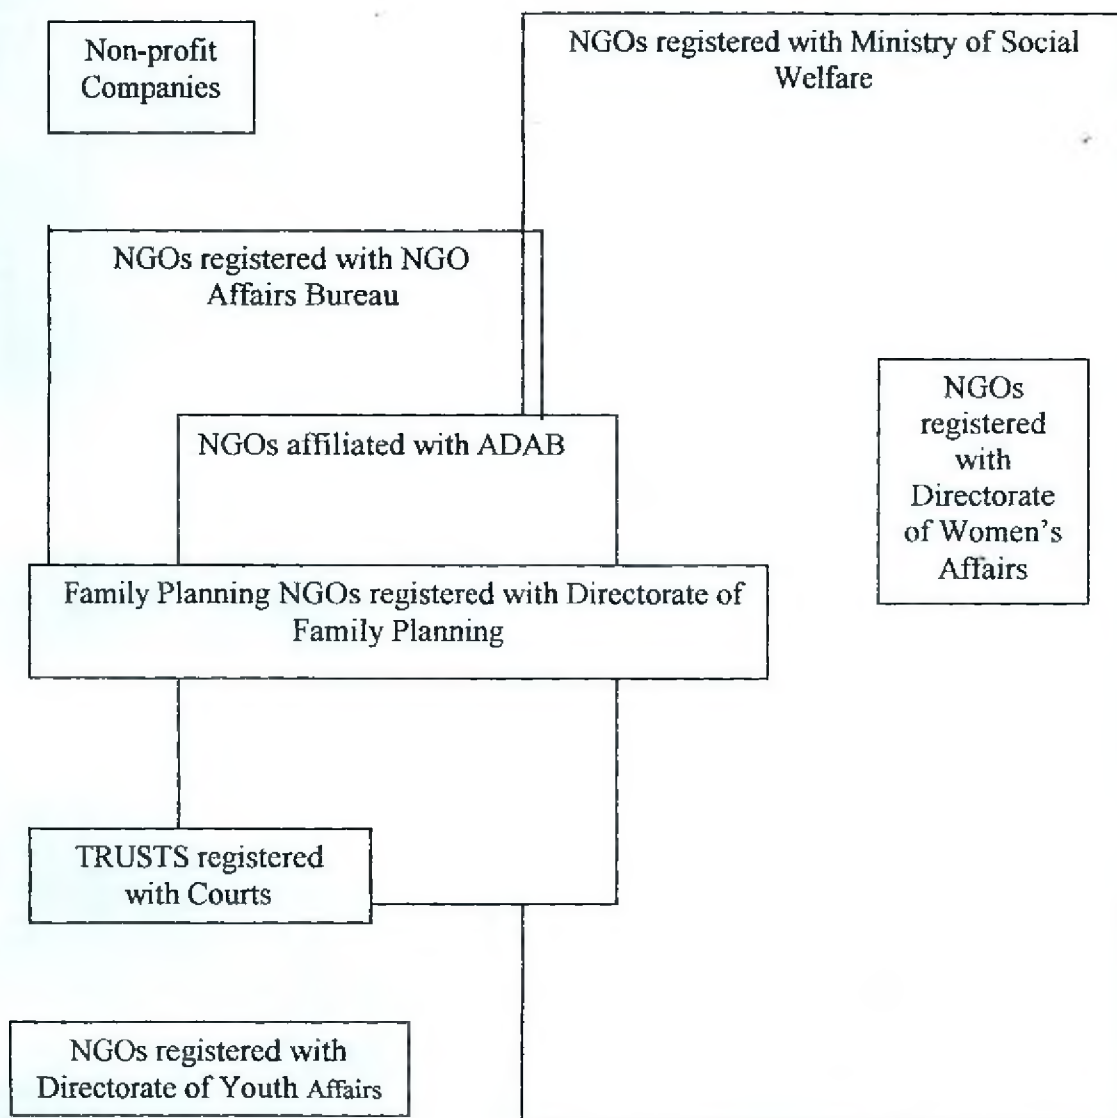 Non-profit
Companies
NGOs registered with Ministry of Social
Welfare
NGOs registered with NGO
Affairs Bureau
NGOs
registered
with
Directorate
of Women's
Affairs
NGOs affiliated with ADAB
Family Planning NGOs registered with Directorate of
Family Planning
TRUSTS registered
with Courts
NGOs registered with
Directorate of Youth Affairs